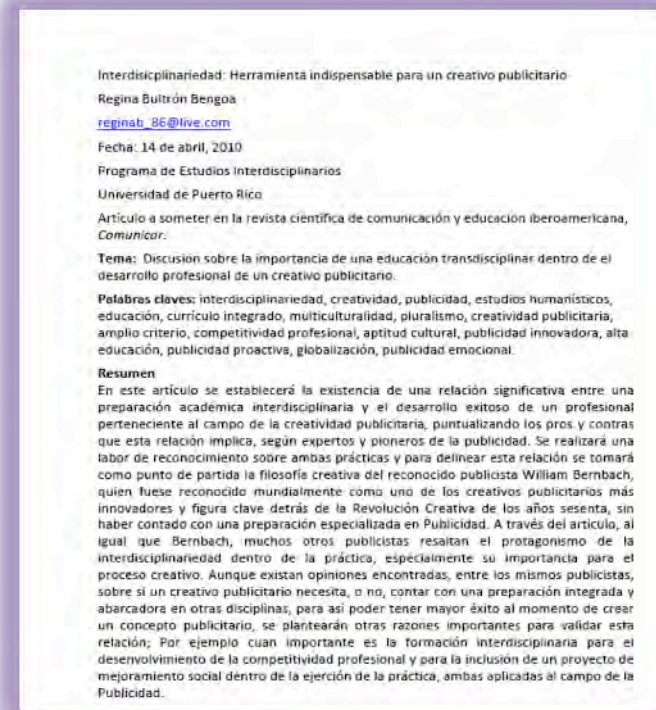 Interdisicplinariedad: Herramienta indispensable para un creativo publicitario
Regina Buitrón Bengoa
reginab_86@live.com
Fecha: 14 de abril, 2010
Programa de Estudios Interdisciplinarios
Universidad de Puerto Rico
Artículo a someter en la revista científica de comunicación y educación iberoamericana,
Comunicar.
Tema: Discusión sobre la importancia de una educación transdisciplinar dentro de el
desarrollo profesional de un creativo publicitario.
Palabras claves: interdisciplinariedad, creatividad, publicidad, estudios humanísticos,
educación, currículo integrado, multiculturalidad, pluralismo, creatividad publicitaria,
amplio criterio, competitividad profesional, aptitud cultural, publicidad innovadora, alta
educación, publicidad proactiva, globalización, publicidad emocional.
Resumen
En este artículo se establecerá la existencia de una relación significativa entre una
preparación académica interdisciplinaria y el desarrollo exitoso de un profesional
perteneciente al campo de la creatividad publicitaria, puntualizando los pros y contras
que esta relación implica, según expertos y pioneros de la publicidad. Se realizará una
labor de reconocimiento sobre ambas prácticas y para delinear esta relación se tomará
como punto de partida la filosofía creativa del reconocido publicista William Bernbach,
quien fuese reconocido mundialmente como uno de los creativos publicitarios más
innovadores y figura clave detrás de la Revolución Creativa de los años sesenta, sin
haber contado con una preparación especializada en Publicidad. A través del artículo, al
igual que Bernbach, muchos otros publicistas resaltan el protagonismo de la
interdisciplinariedad dentro de la práctica, especialmente su importancia para el
proceso creativo. Aunque existan opiniones encontradas, entre los mismos publicistas,
sobre si un creativo publicitario necesita, o no, contar con una preparación integrada y
abarcadora en otras disciplinas, para así poder tener mayor éxito al momento de crear
un concepto publicitario, se plantearán otras razones importantes para validar esta
relación; Por ejemplo cuan importante es la formación interdisciplinaria para el
desenvolvimiento de la competitividad profesional y para la inclusión de un proyecto de
mejoramiento social dentro de la ejerción de la práctica, ambas aplicadas al campo de la
Publicidad.